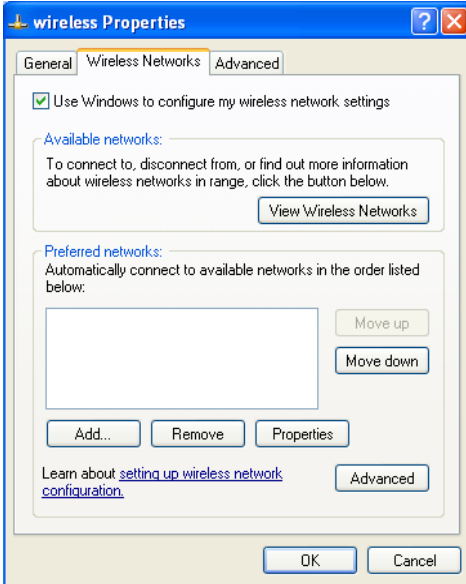 wireless Properties
General Wireless Networks Advanced
Use Windows to configure my wireless network settings
Available networks:
To connect to, disconnect from, or find out more information
about wireless networks in range, click the button below.
View Wireless Networks
Preferred networks:
Automatically connect to available networks in the order listed
below:
Move up
Move down
Add... Remove Properties
Learn about setting up wireless network
configuration.
Advanced
OK Cancel